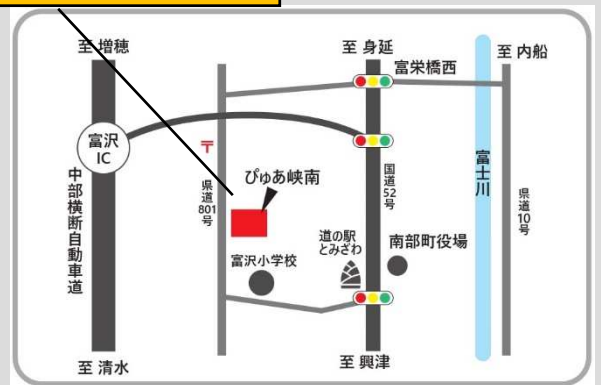 至 増穂
至 身延
富栄橋西
至 内船
富沢
IC
〒
中部横断自動車道
県道801号
ぴゅあ峡南
国道52号
富士川
県道10号
道の駅
とみざわ
南部町役場
富沢小学校
至 清水
至 興津